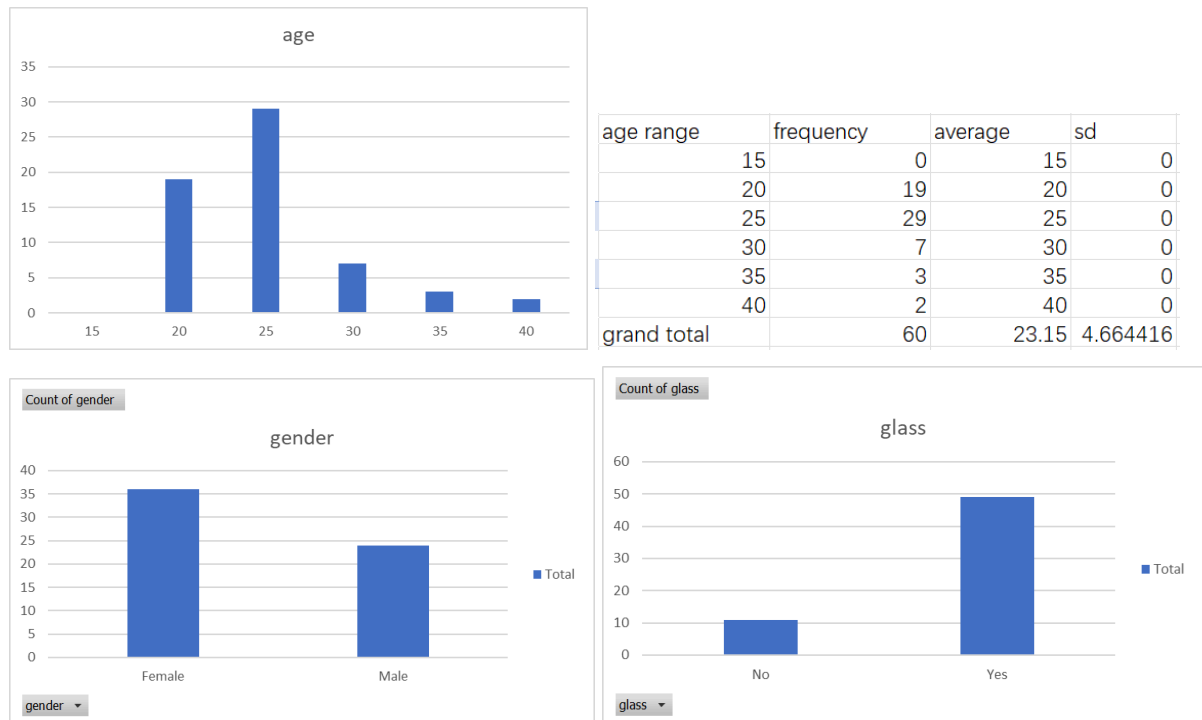 age
35
30
25
20
15
10
5
0
15 20 25 30 35 40
age range frequency average sd
15 0 15 0
20 19 20 0
25 29 25 0
30 7 30 0
35 3 35 0
40 2 40 0
grand total 60 23.15 4.664416
Count of gender
gender
40
35
30
25
20
15
10
5
0
Female Male
Total
gender
Count of glass
glass
60
50
40
30
20
10
0
No Yes
Total
glass